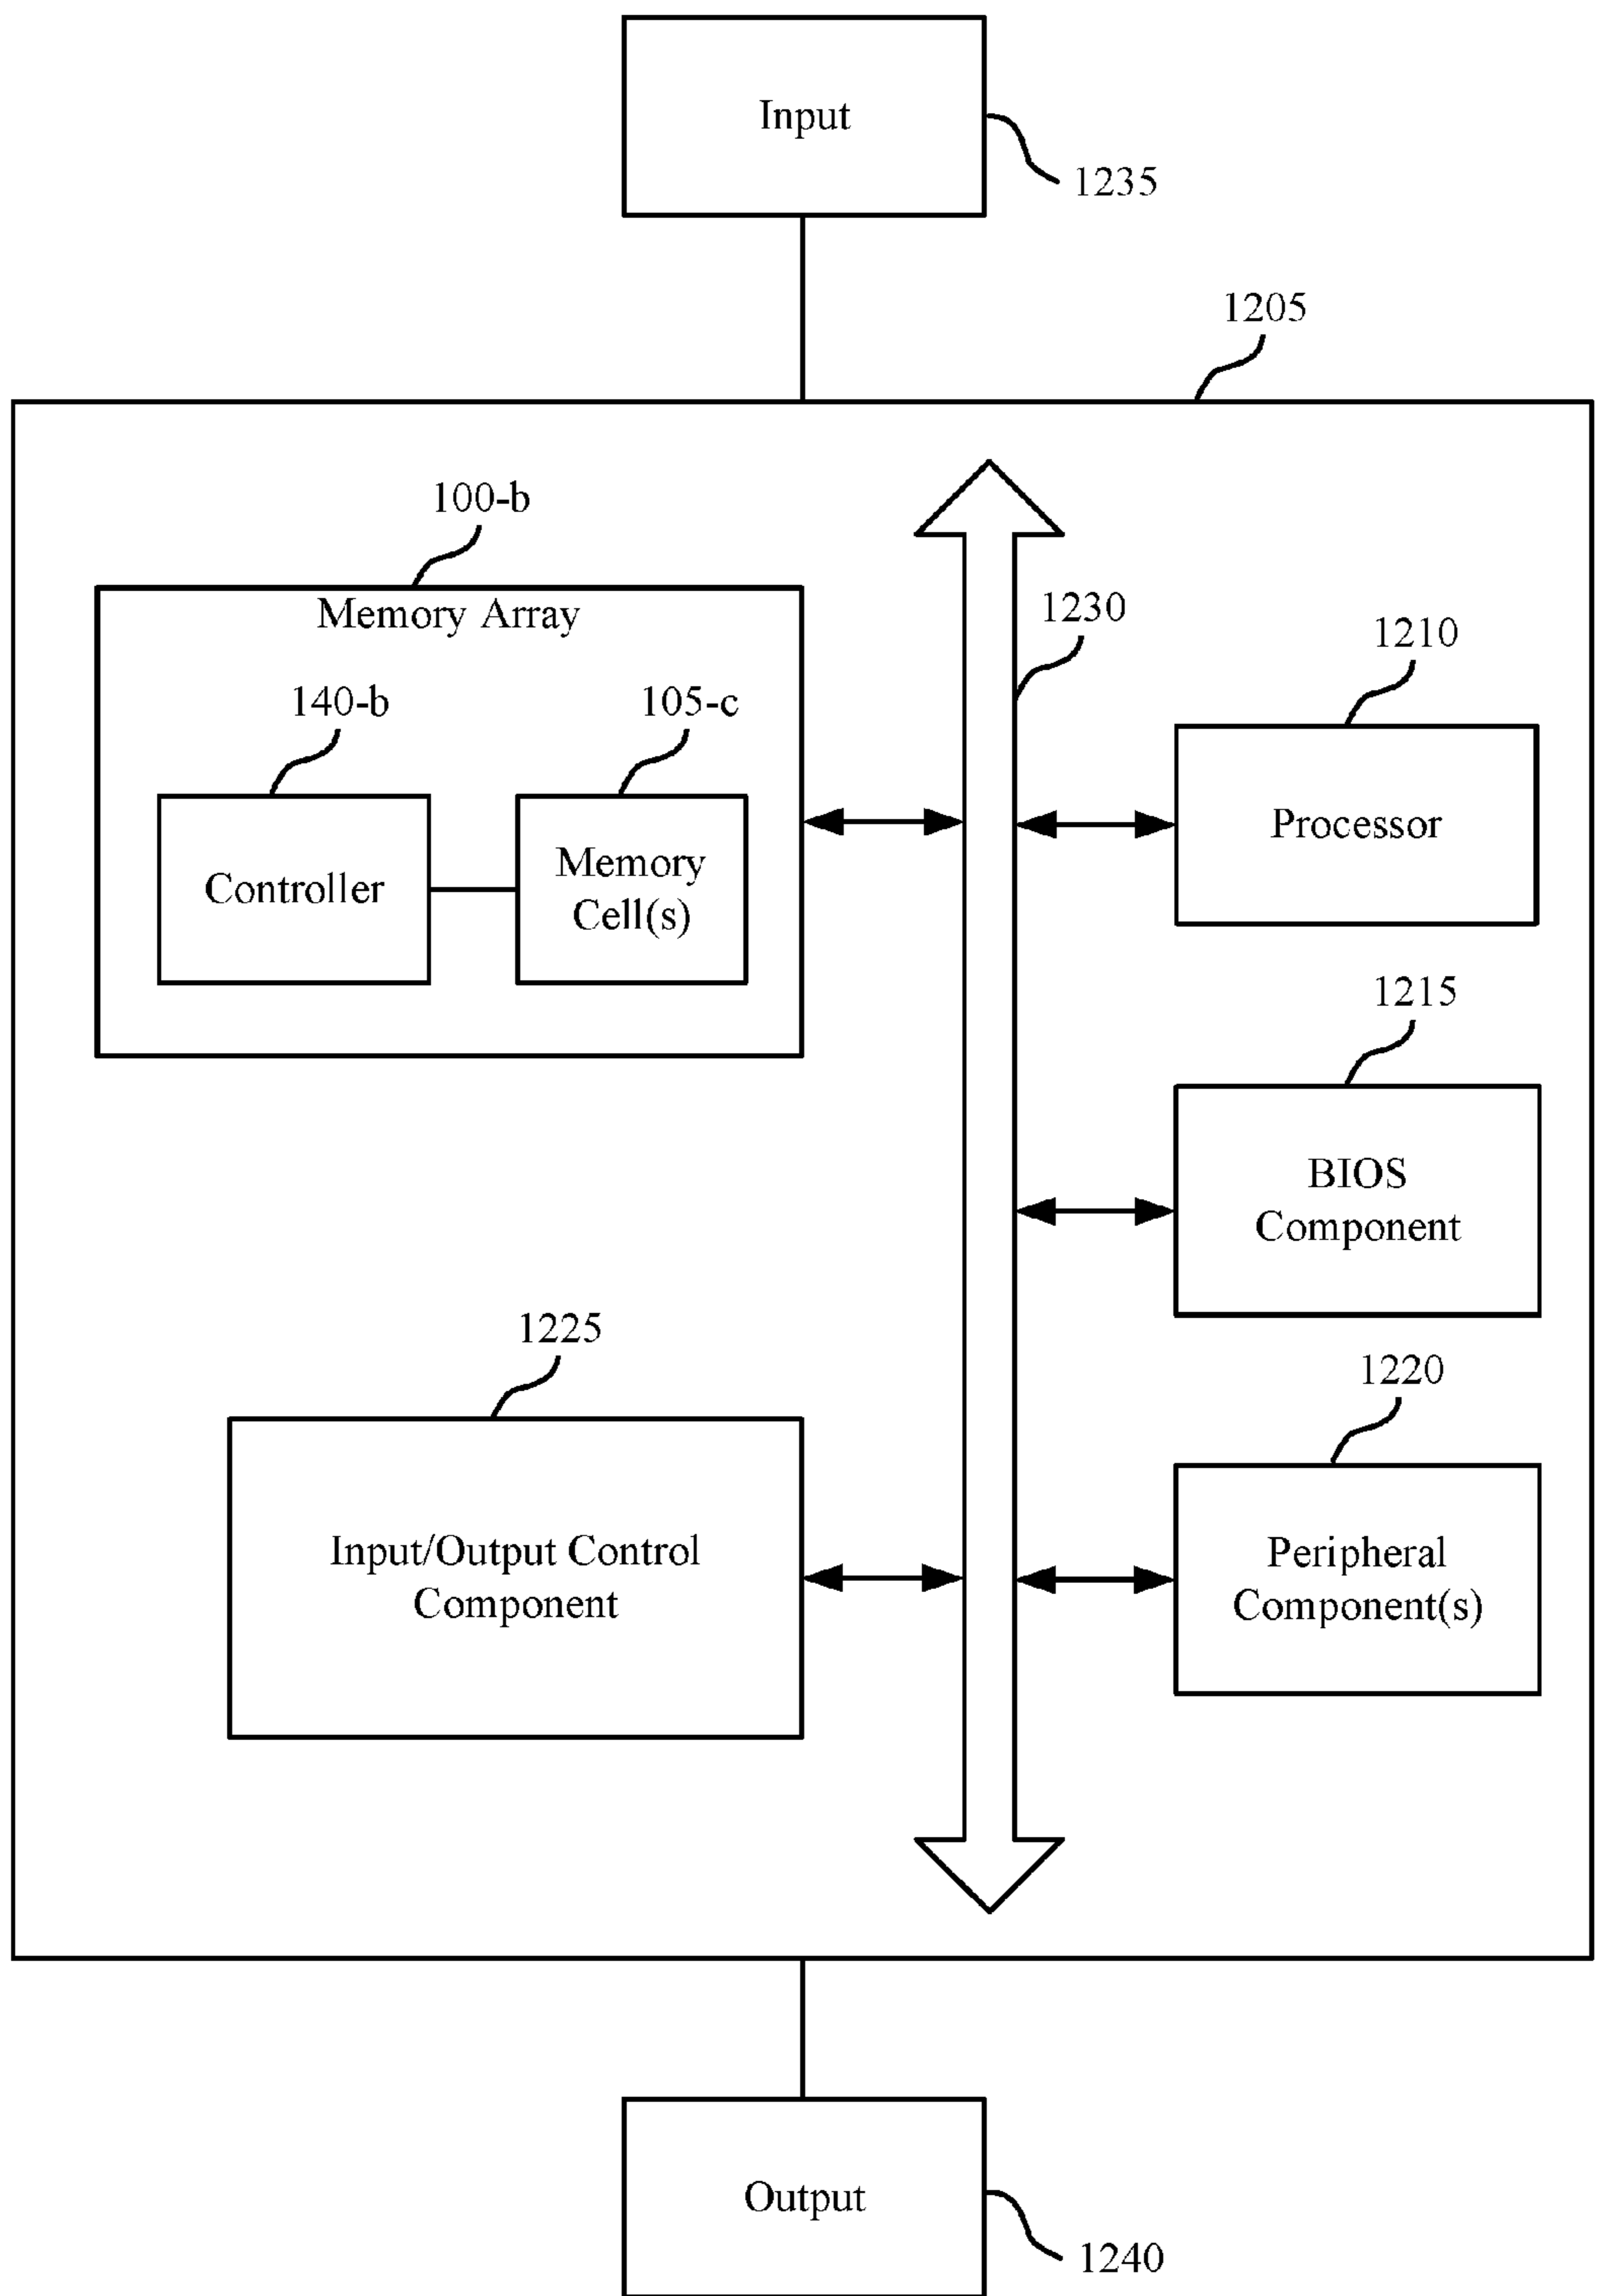 Input
1235
1205
100-b
Memory Array
1230
1210
140-b
105-c
Processor
Controller
Memory
Cell(s)
1215
BIOS
Component
1225
1220
Input/Output Control
Component
Peripheral
Component(s)
Output
1240